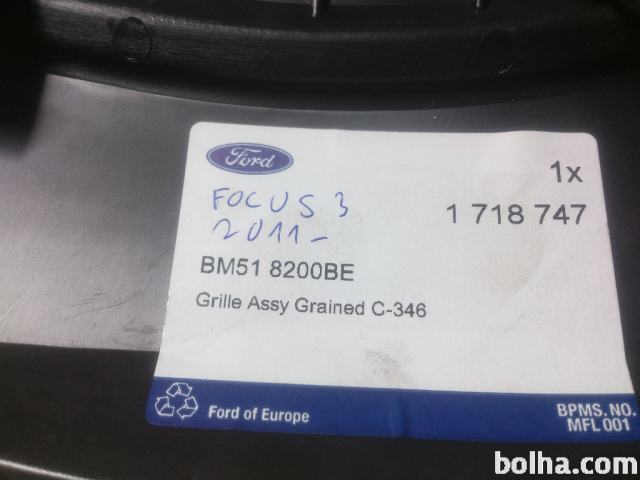 Ford
1x
FOCUS 3
1 718 747
2011-
BM51 8200BE
Grille Assy Grained C-346
Ford of Europe
BPMS. NO.
MFL 001
bolha.com